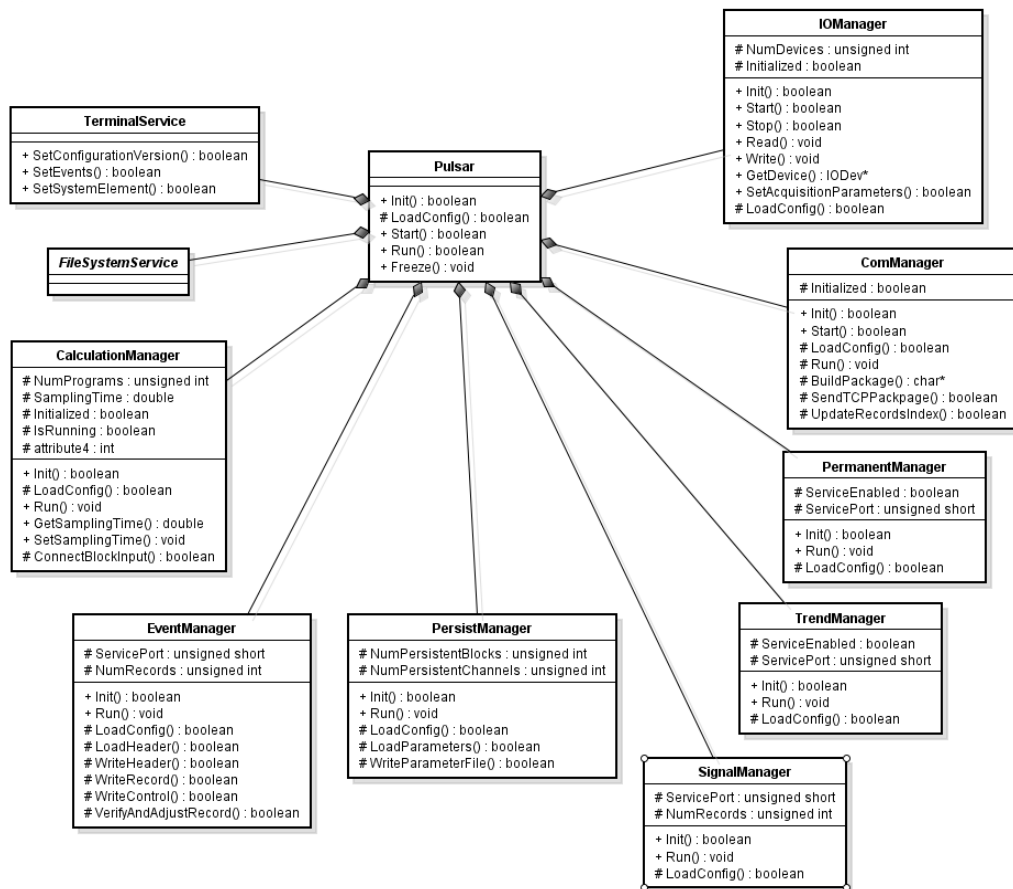 IOManager
# NumDevices : unsigned int
# Initialized : boolean
+ Init() : boolean
+ Start() : boolean
+ Stop() : boolean
+ Read() : void
+ Write() : void
+ GetDevice() : IODev*
+ SetAcquisitionParameters() : boolean
# LoadConfig() : boolean
TerminalService
+ SetConfigurationVersion() : boolean
+ SetEvents() : boolean
+ SetSystemElement() : boolean
Pulsar
+ Init() : boolean
# LoadConfig() : boolean
+ Start() : boolean
+ Run() : boolean
+ Freeze() : void
FileSystemService
ComManager
# Initialized : boolean
+ Init() : boolean
+ Start() : boolean
# LoadConfig() : boolean
# Run() : void
# BuildPackage() : char*
# SendTCPPackpage() : boolean
# UpdateRecordsIndex() : boolean
CalculationManager
# NumPrograms : unsigned int
# SamplingTime : double
# Initialized : boolean
# IsRunning : boolean
# attribute4 : int
+ Init() : boolean
# LoadConfig() : boolean
+ Run() : void
+ GetSamplingTime() : double
+ SetSamplingTime() : void
# ConnectBlockInput() : boolean
PermanentManager
# ServiceEnabled : boolean
# ServicePort : unsigned short
+ Init() : boolean
+ Run() : void
# LoadConfig() : boolean
TrendManager
# ServiceEnabled : boolean
# ServicePort : unsigned short
+ Init() : boolean
+ Run() : void
# LoadConfig() : boolean
EventManager
# ServicePort : unsigned short
# NumRecords : unsigned int
+ Init() : boolean
+ Run() : void
# LoadConfig() : boolean
# LoadHeader() : boolean
# WriteHeader() : boolean
# WriteRecord() : boolean
# WriteControl() : boolean
# VerifyAndAdjustRecord() : boolean
PersistManager
# NumPersistentBlocks : unsigned int
# NumPersistentChannels : unsigned int
+ Init() : boolean
+ Run() : void
# LoadConfig() : boolean
# LoadParameters() : boolean
# WriteParameterFile() : boolean
SignalManager
# ServicePort : unsigned short
# NumRecords : unsigned int
+ Init() : boolean
+ Run() : void
# LoadConfig() : boolean